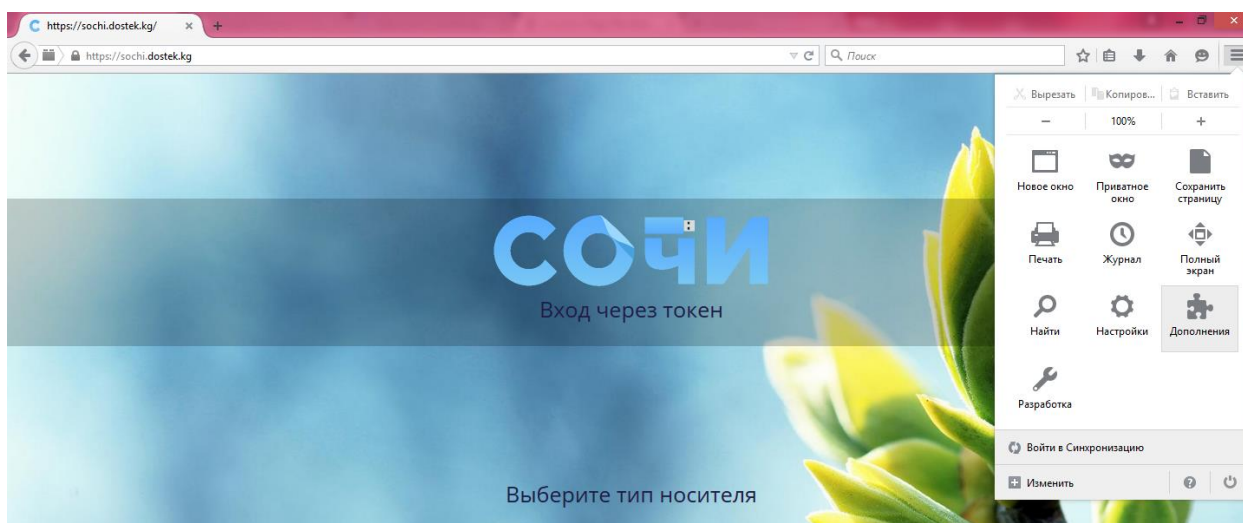 https://sochi.dostek.kg/
https://sochi.dostek.kg
Поиск
Вырезать Копиров... Вставить
100%
Новое окно Приватное окно Сохранить страницу
Печать Журнал Полный экран
Найти Настройки Дополнения
Разработка
Войти в Синхронизацию
Изменить
СОЧИ
Вход через токен
Выберите тип носителя